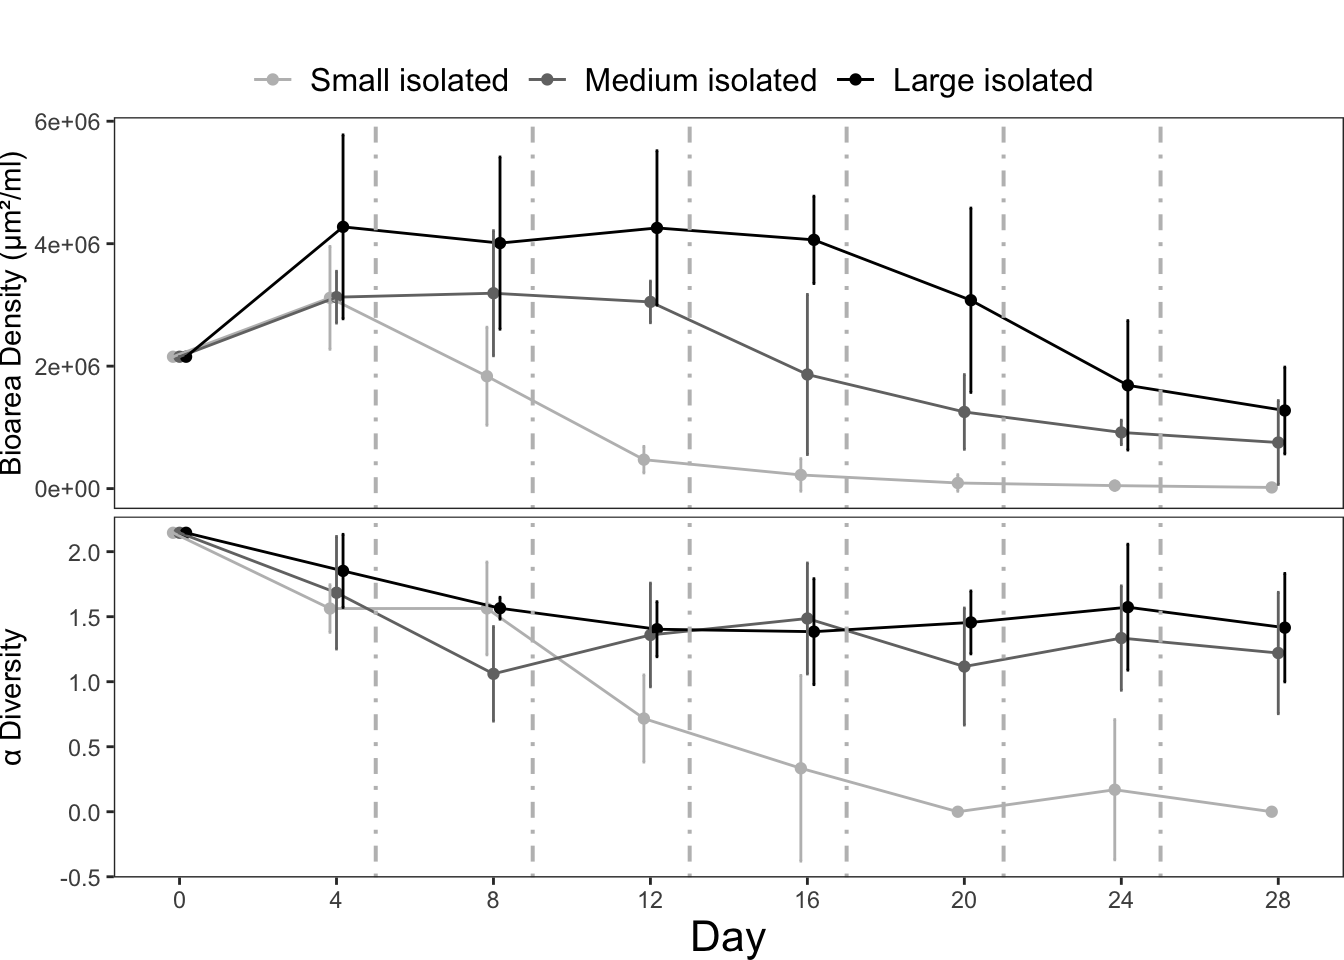 Small isolated Medium isolated Large isolated
Bioarea Density (μm²/ml)
6e+06
4e+06
2e+06
0e+00
α Diversity
2.0
1.5
1.0
0.5
0.0
-0.5
0 4 8 12 16 20 24 28
Day